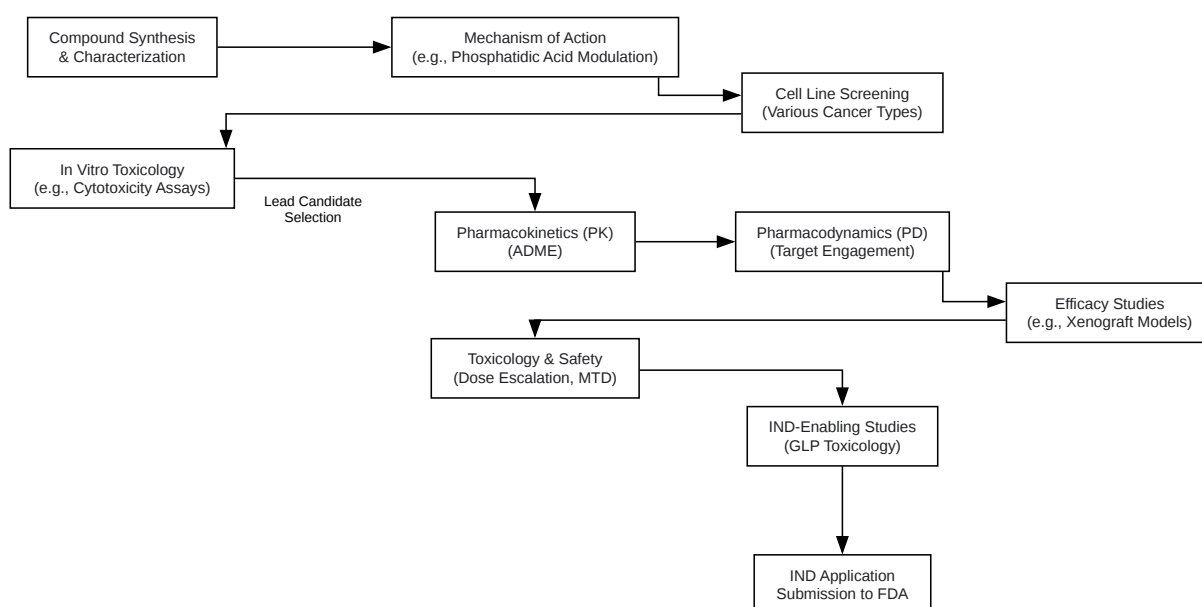 Compound Synthesis
& Characterization
Mechanism of Action
(e.g., Phosphatidic Acid Modulation)
Cell Line Screening
(Various Cancer Types)
In Vitro Toxicology
(e.g., Cytotoxicity Assays)
Lead Candidate
Selection
Pharmacokinetics (PK)
(ADME)
Pharmacodynamics (PD)
(Target Engagement)
Efficacy Studies
(e.g., Xenograft Models)
Toxicology & Safety
(Dose Escalation, MTD)
IND-Enabling Studies
(GLP Toxicology)
IND Application
Submission to FDA